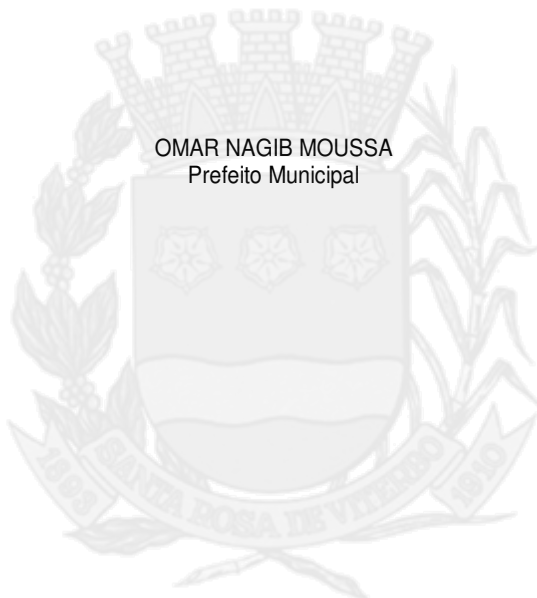 OMAR NAGIB MOUSSA
Prefeito Municipal
1893
SANTA ROSA DE VITERBO
1910